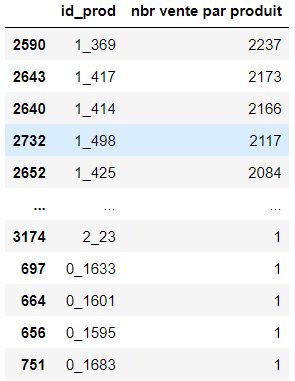 id_prod nbr vente par produit
2590 1_369 2237
2643 1_417 2173
2640 1_414 2166
2732 1_498 2117
2652 1_425 2084
... ... ...
3174 2_23 1
697 0_1633 1
664 0_1601 1
656 0_1595 1
751 0_1683 1